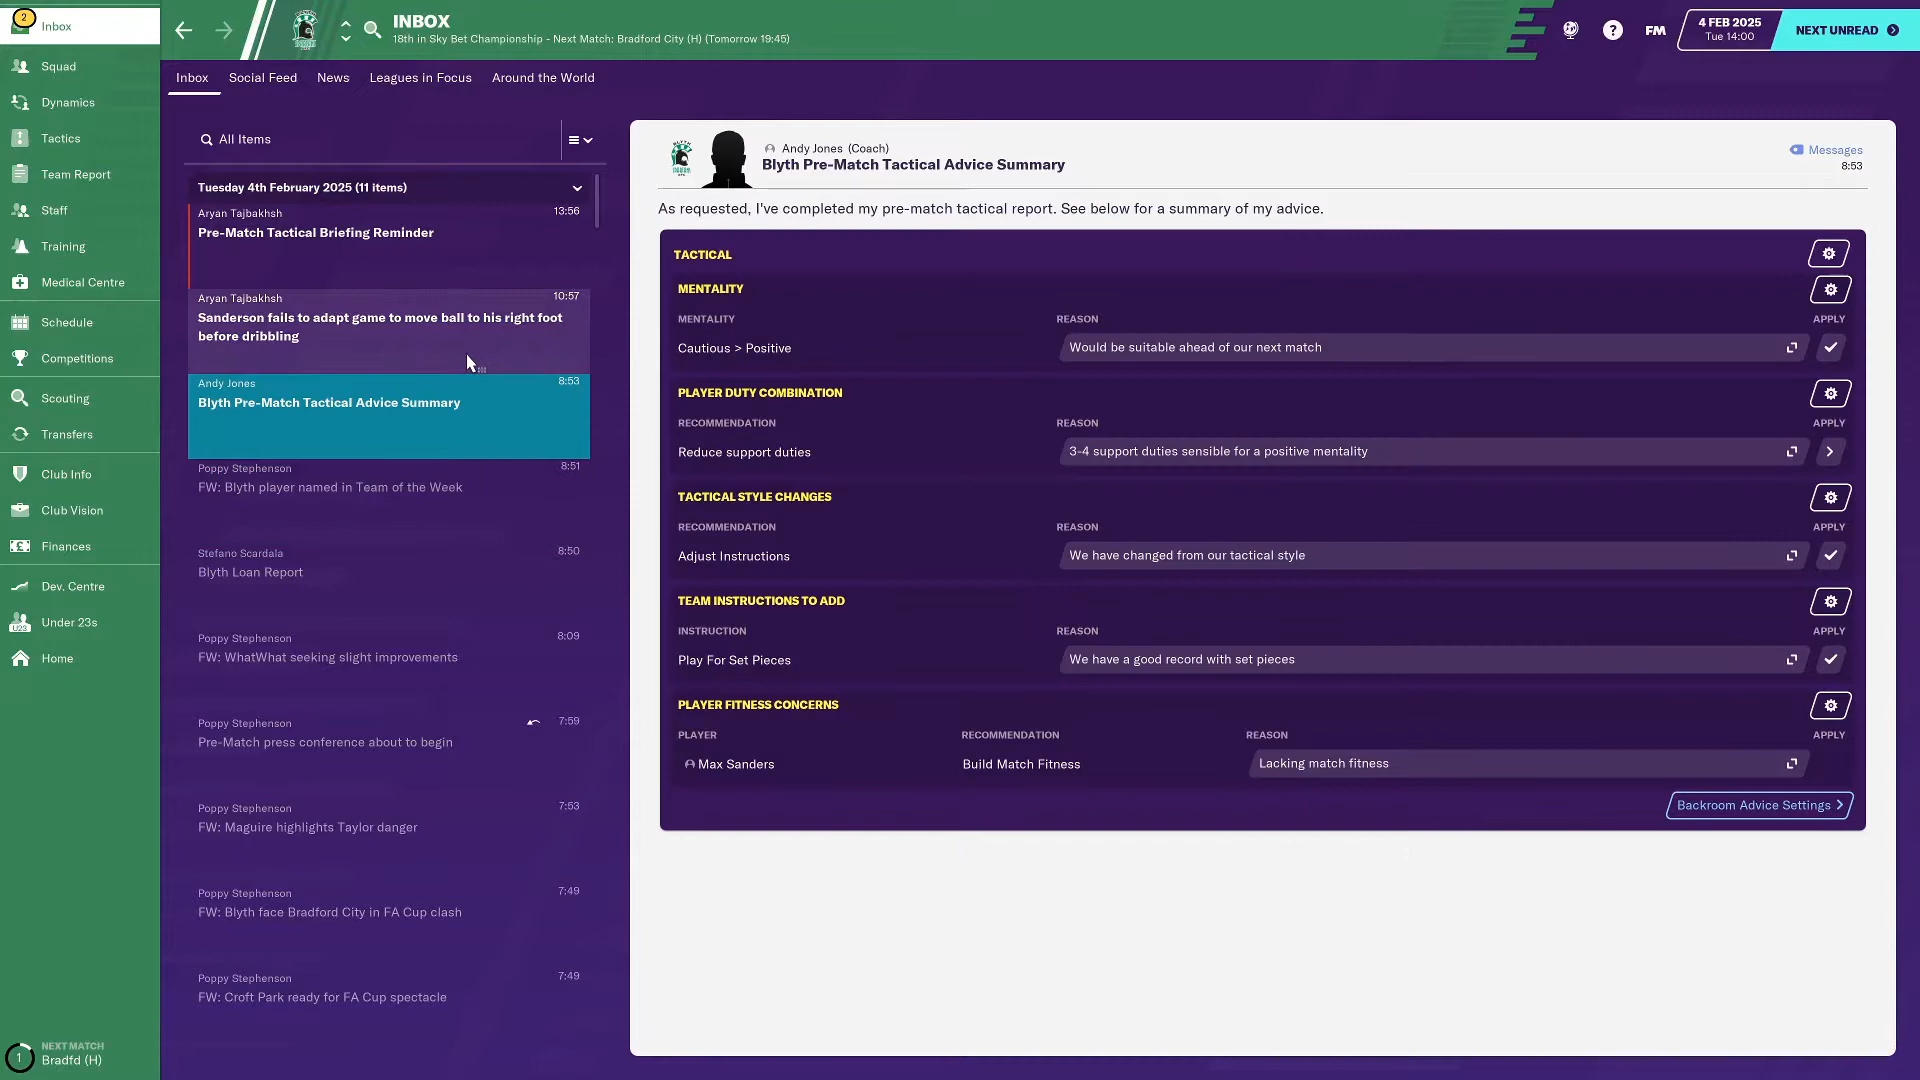 2
Inbox
Squad
Dynamics
Tactics
Team Report
Staff
Training
Medical Centre
Schedule
Competitions
Scouting
Transfers
Club Info
Club Vision
Finances
Dev. Centre
U23
Under 23s
Home
1
NEXT MATCH
Bradfd (H)
INBOX
18th in Sky Bet Championship - Next Match: Bradford City (H) (Tomorrow 19:45)
?
FM
4 FEB 2025
Tue 14:00
NEXT UNREAD
Inbox Social Feed News Leagues in Focus Around the World
All Items
Tuesday 4th February 2025 (11 items)
Aryan Tajbakhsh 13:56
Pre-Match Tactical Briefing Reminder
Aryan Tajbakhsh 10:57
Sanderson fails to adapt game to move ball to his right foot
before dribbling
Andy Jones 8:53
Blyth Pre-Match Tactical Advice Summary
Poppy Stephenson 8:51
FW: Blyth player named in Team of the Week
Stefano Scardala 8:50
Blyth Loan Report
Poppy Stephenson 8:09
FW: WhatWhat seeking slight improvements
Poppy Stephenson 7:59
Pre-Match press conference about to begin
Poppy Stephenson 7:53
FW: Maguire highlights Taylor danger
Poppy Stephenson 7:49
FW: Blyth face Bradford City in FA Cup clash
Poppy Stephenson 7:49
FW: Croft Park ready for FA Cup spectacle
Andy Jones (Coach)
Blyth Pre-Match Tactical Advice Summary
Messages
8:53
As requested, I've completed my pre-match tactical report. See below for a summary of my advice.
TACTICAL
MENTALITY
MENTALITY REASON APPLY
Cautious > Positive Would be suitable ahead of our next match
PLAYER DUTY COMBINATION
RECOMMENDATION REASON APPLY
Reduce support duties 3-4 support duties sensible for a positive mentality
TACTICAL STYLE CHANGES
RECOMMENDATION REASON APPLY
Adjust Instructions We have changed from our tactical style
TEAM INSTRUCTIONS TO ADD
INSTRUCTION REASON APPLY
Play For Set Pieces We have a good record with set pieces
PLAYER FITNESS CONCERNS
PLAYER RECOMMENDATION REASON APPLY
Max Sanders Build Match Fitness Lacking match fitness
Backroom Advice Settings